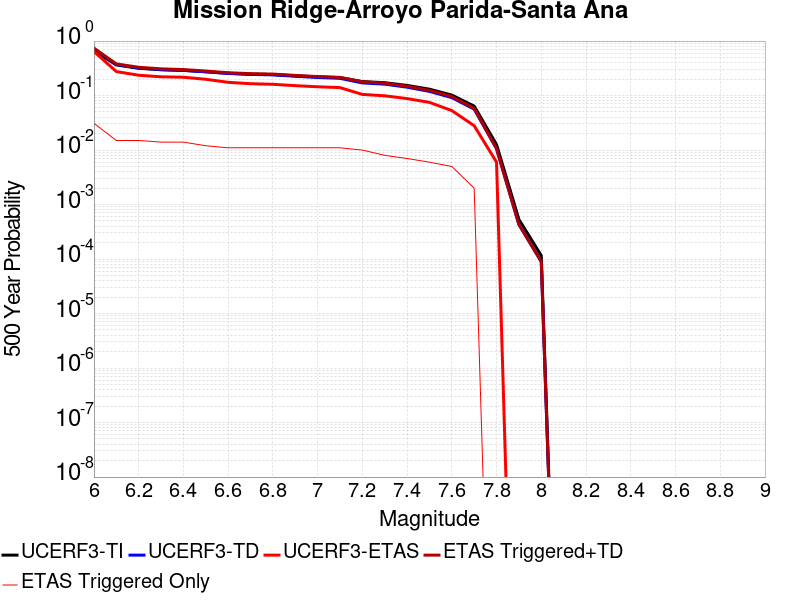 Mission Ridge-Arroyo Parida-Santa Ana
10^0
10^-1
10^-2
10^-3
10^-4
10^-5
10^-6
10^-7
10^-8
500 Year Probability
6 6.2 6.4 6.6 6.8 7 7.2 7.4 7.6 7.8 8 8.2 8.4 8.6 8.8 9
Magnitude
UCERF3-TI UCERF3-TD UCERF3-ETAS ETAS Triggered+TD
ETAS Triggered Only